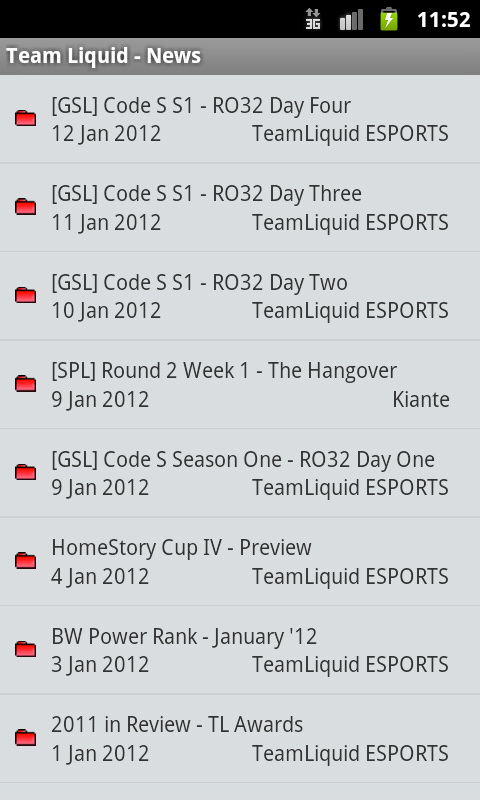 3G 11:52
Team Liquid - News
[GSL] Code S S1 - RO32 Day Four
12 Jan 2012 TeamLiquid ESPORTS
[GSL] Code S S1 - RO32 Day Three
11 Jan 2012 TeamLiquid ESPORTS
[GSL] Code S S1 - RO32 Day Two
10 Jan 2012 TeamLiquid ESPORTS
[SPL] Round 2 Week 1 - The Hangover
9 Jan 2012 Kiante
[GSL] Code S Season One - RO32 Day One
9 Jan 2012 TeamLiquid ESPORTS
HomeStory Cup IV - Preview
4 Jan 2012 TeamLiquid ESPORTS
BW Power Rank - January '12
3 Jan 2012 TeamLiquid ESPORTS
2011 in Review - TL Awards
1 Jan 2012 TeamLiquid ESPORTS